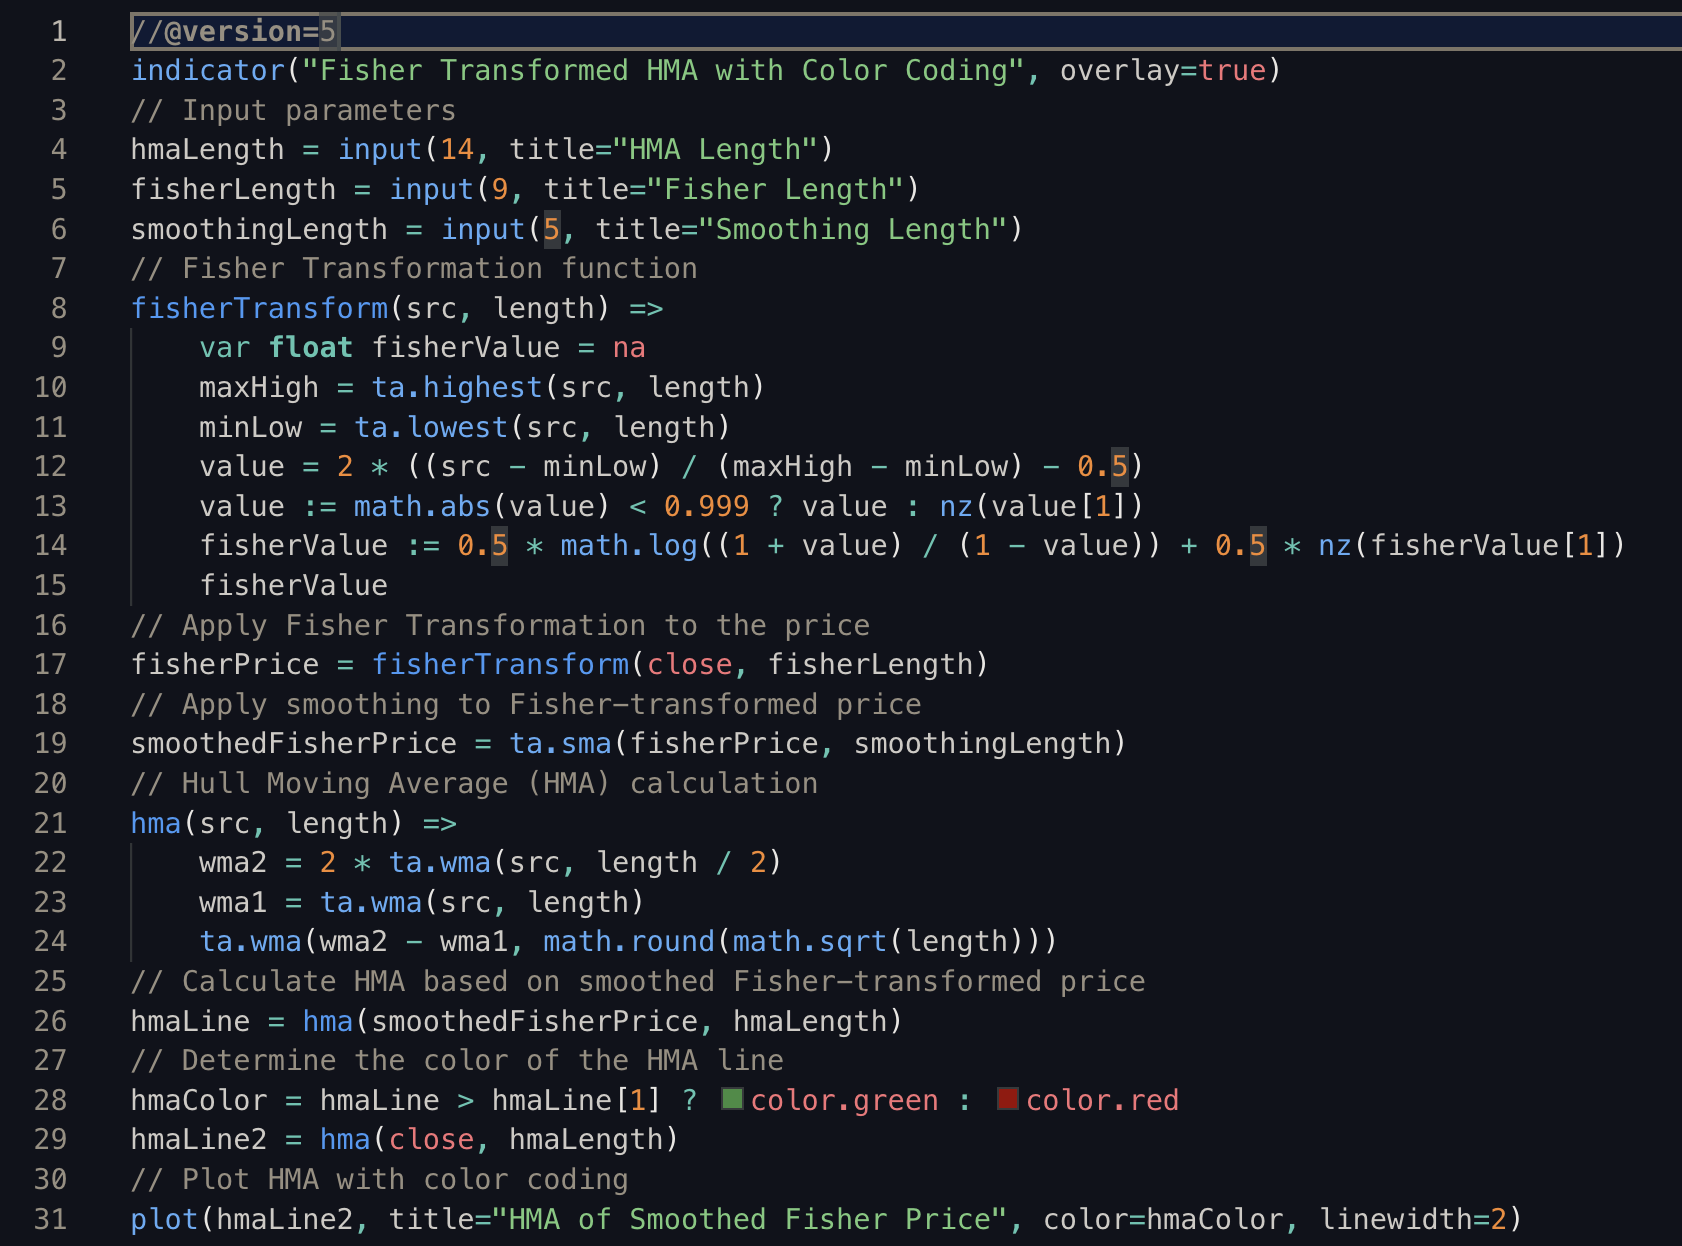 1 //@version=5
2 indicator("Fisher Transformed HMA with Color Coding", overlay=true)
3 // Input parameters
4 hmaLength = input(14, title="HMA Length")
5 fisherLength = input(9, title="Fisher Length")
6 smoothingLength = input(5, title="Smoothing Length")
7 // Fisher Transformation function
8 fisherTransform(src, length) =>
9     var float fisherValue = na
10     maxHigh = ta.highest(src, length)
11     minLow = ta.lowest(src, length)
12     value = 2 * ((src - minLow) / (maxHigh - minLow) - 0.5)
13     value := math.abs(value) < 0.999 ? value : nz(value[1])
14     fisherValue := 0.5 * math.log((1 + value) / (1 - value)) + 0.5 * nz(fisherValue[1])
15     fisherValue
16 // Apply Fisher Transformation to the price
17 fisherPrice = fisherTransform(close, fisherLength)
18 // Apply smoothing to Fisher-transformed price
19 smoothedFisherPrice = ta.sma(fisherPrice, smoothingLength)
20 // Hull Moving Average (HMA) calculation
21 hma(src, length) =>
22     wma2 = 2 * ta.wma(src, length / 2)
23     wma1 = ta.wma(src, length)
24     ta.wma(wma2 - wma1, math.round(math.sqrt(length)))
25 // Calculate HMA based on smoothed Fisher-transformed price
26 hmaLine = hma(smoothedFisherPrice, hmaLength)
27 // Determine the color of the HMA line
28 hmaColor = hmaLine > hmaLine[1] ? color.green : color.red
29 hmaLine2 = hma(close, hmaLength)
30 // Plot HMA with color coding
31 plot(hmaLine2, title="HMA of Smoothed Fisher Price", color=hmaColor, linewidth=2)